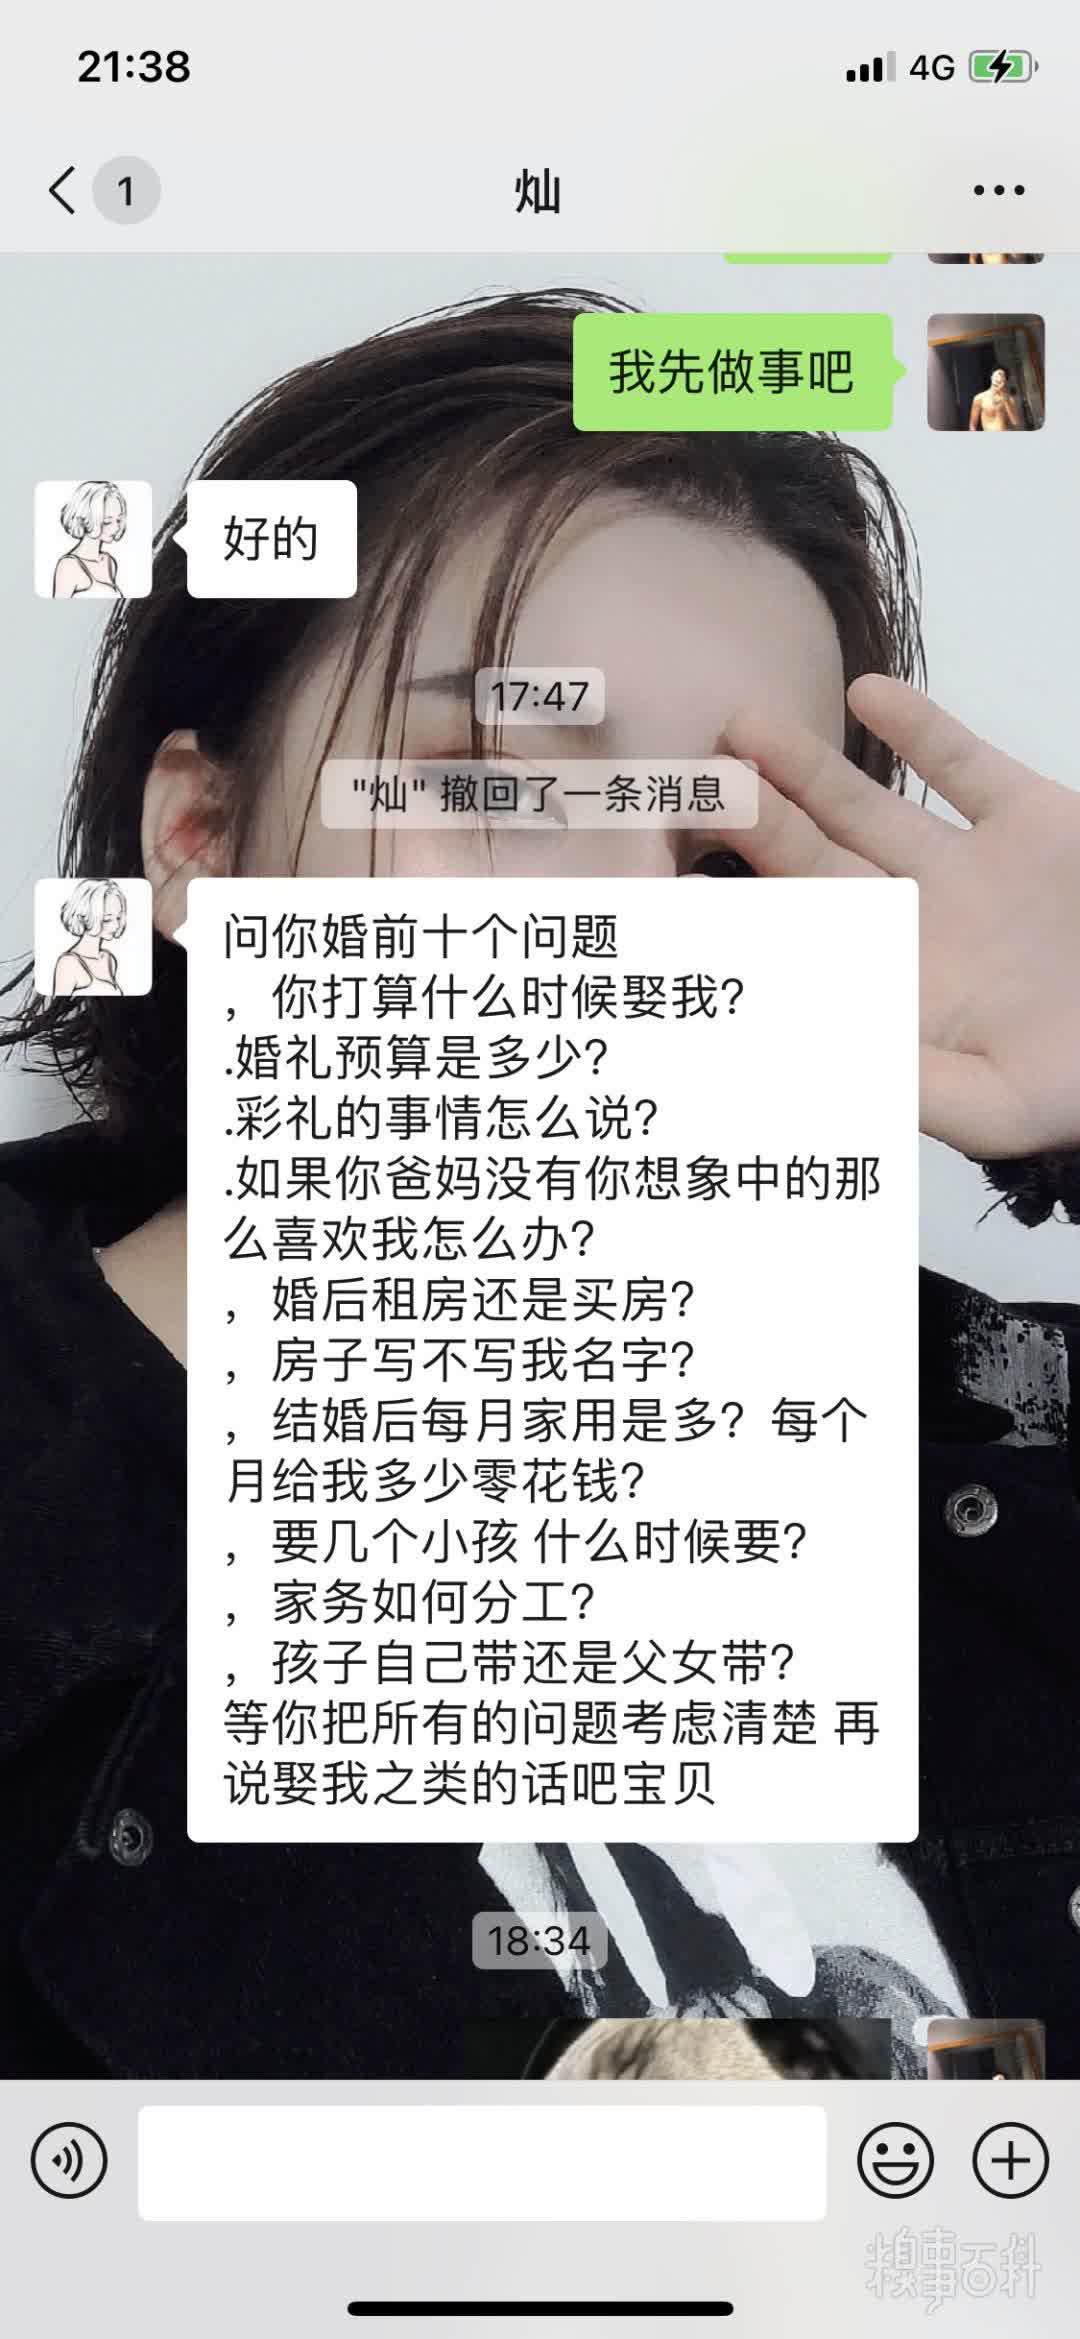 21:38
4G
1
灿
我先做事吧
好的
17:47
"灿" 撤回了一条消息
问你婚前十个问题
，你打算什么时候娶我?
.婚礼预算是多少?
.彩礼的事情怎么说?
.如果你爸妈没有你想象中的那
么喜欢我怎么办?
，婚后租房还是买房?
，房子写不写我名字?
，结婚后每月家用是多? 每个
月给我多少零花钱?
，要几个小孩 什么时候要?
，家务如何分工?
，孩子自己带还是父女带?
等你把所有的问题考虑清楚 再
说娶我之类的话吧宝贝
18:34
糗事百科